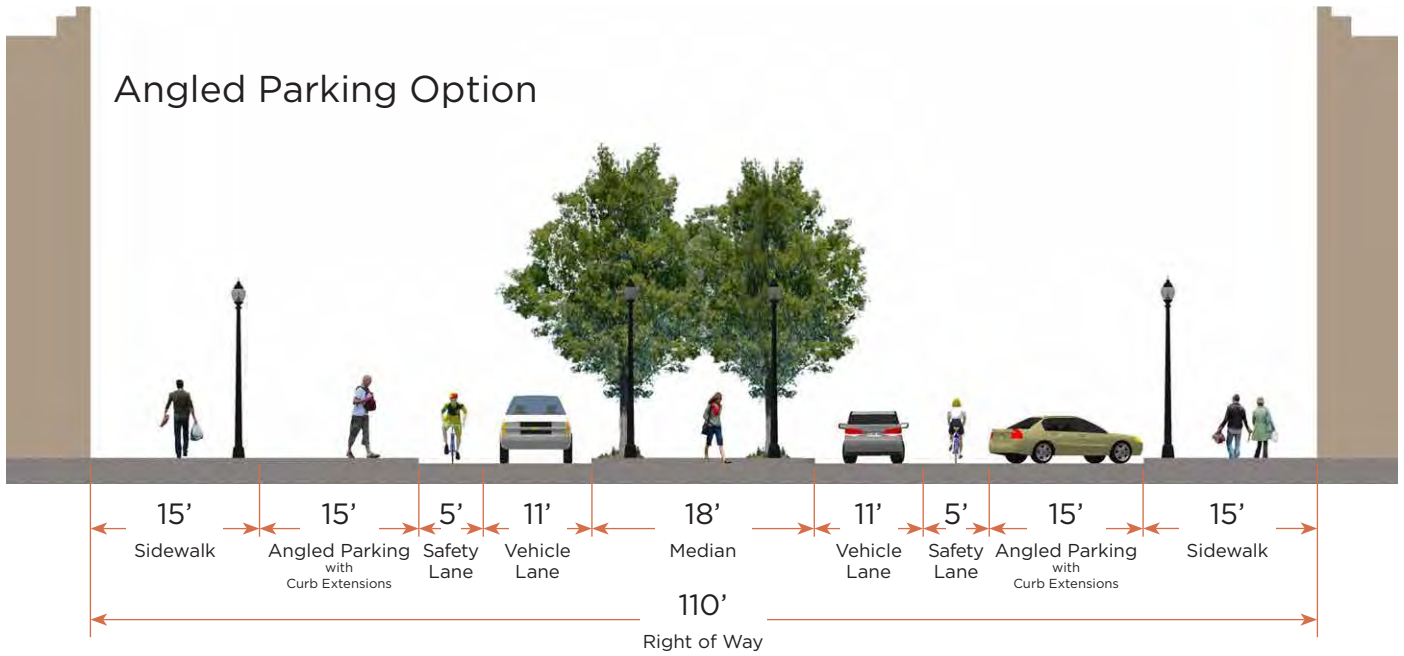 Angled Parking Option
15’ 15’ 5’ 11’ 18’ 11’ 5’ 15’ 15’
Sidewalk Angled Parking Safety Vehicle Median Vehicle Safety Angled Parking Sidewalk
with Lane Lane Lane Lane with
Curb Extensions Curb Extensions
110’
Right of Way